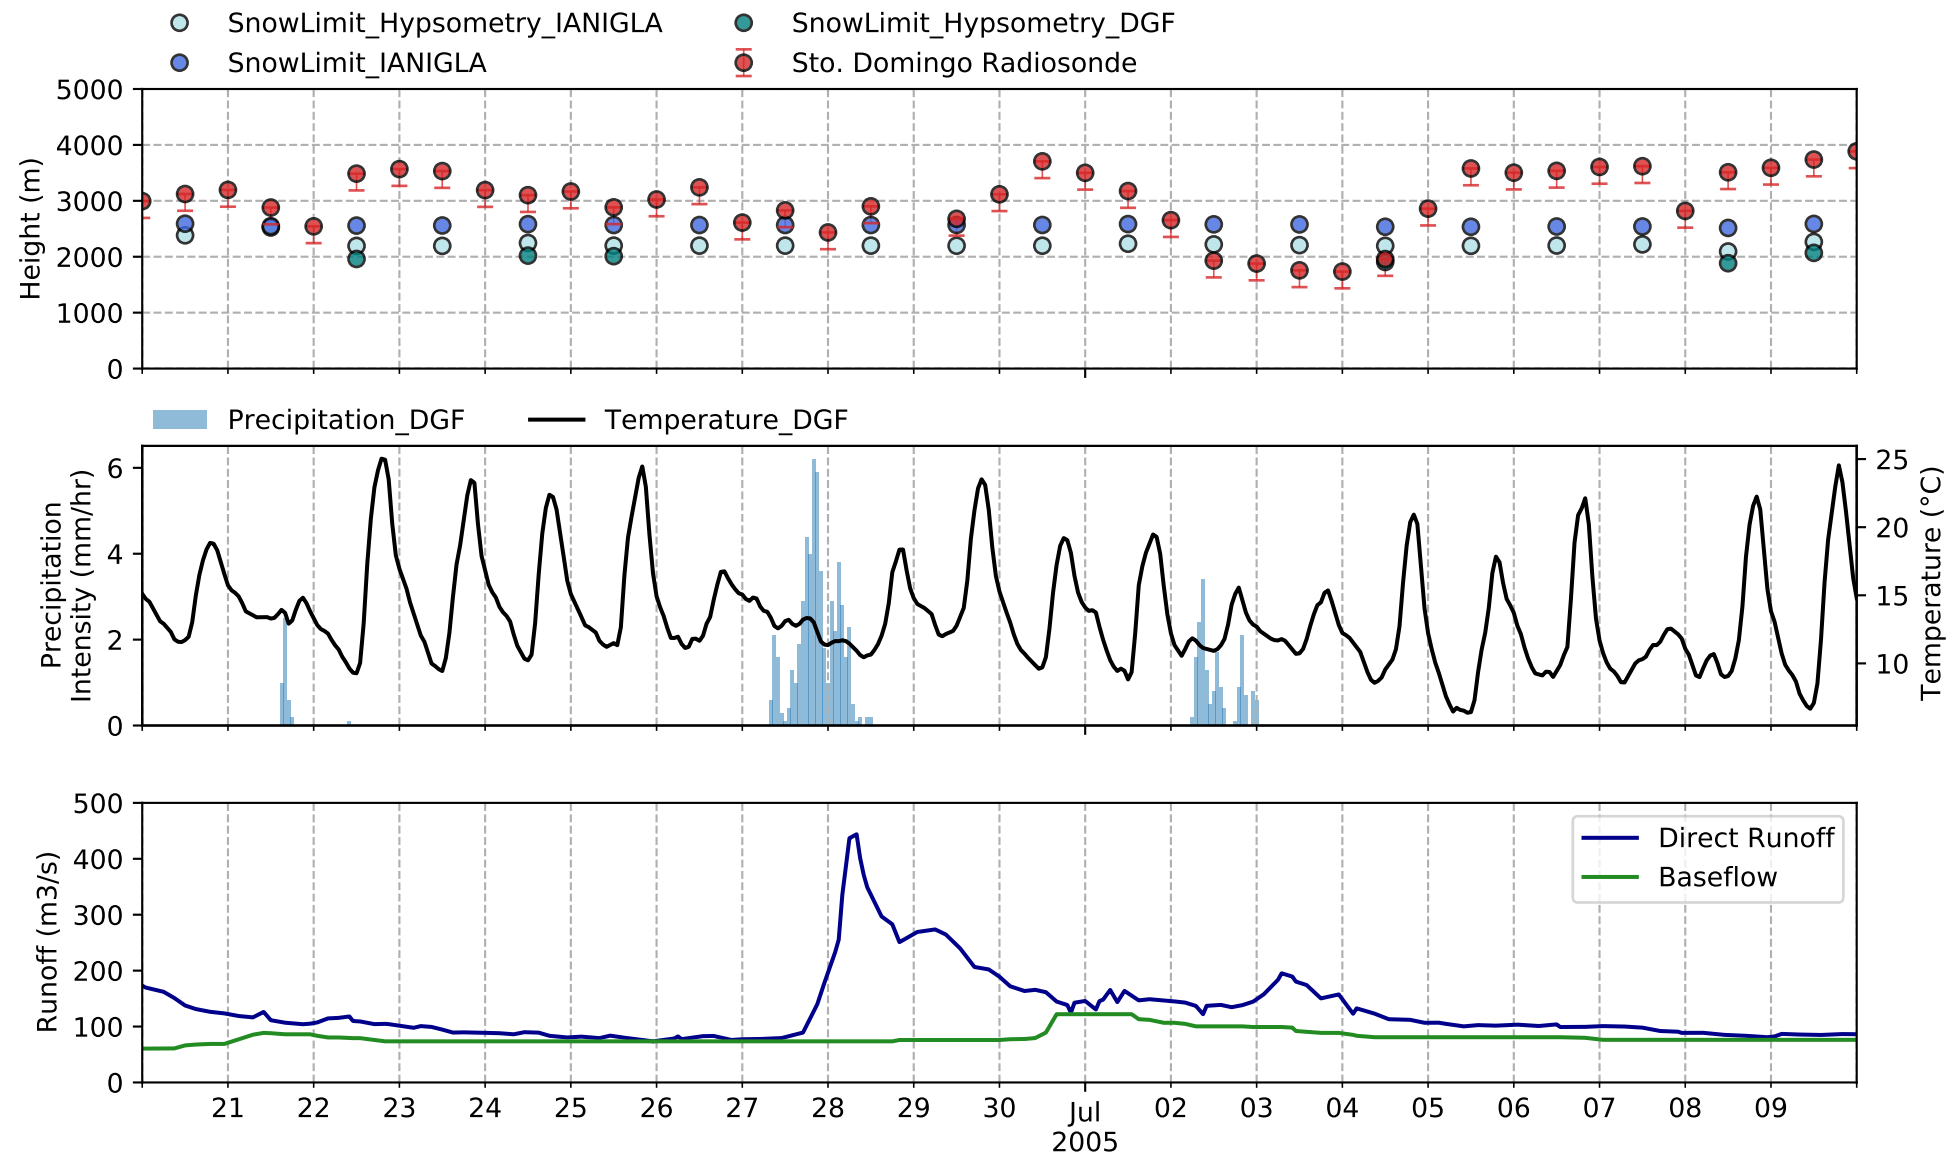 SnowLimit_Hypsometry_IANIGLA
SnowLimit_Hypsometry_DGF
SnowLimit_IANIGLA
Sto. Domingo Radiosonde
5000
4000
3000
2000
1000
0
Height (m)
Precipitation_DGF
Temperature_DGF
6
4
2
0
Precipitation
Intensity (mm/hr)
25
20
15
10
Temperature (°C)
500
400
300
200
100
0
Runoff (m3/s)
Direct Runoff
Baseflow
21 22 23 24 25 26 27 28 29 30 Jul 02 03 04 05 06 07 08 09
2005